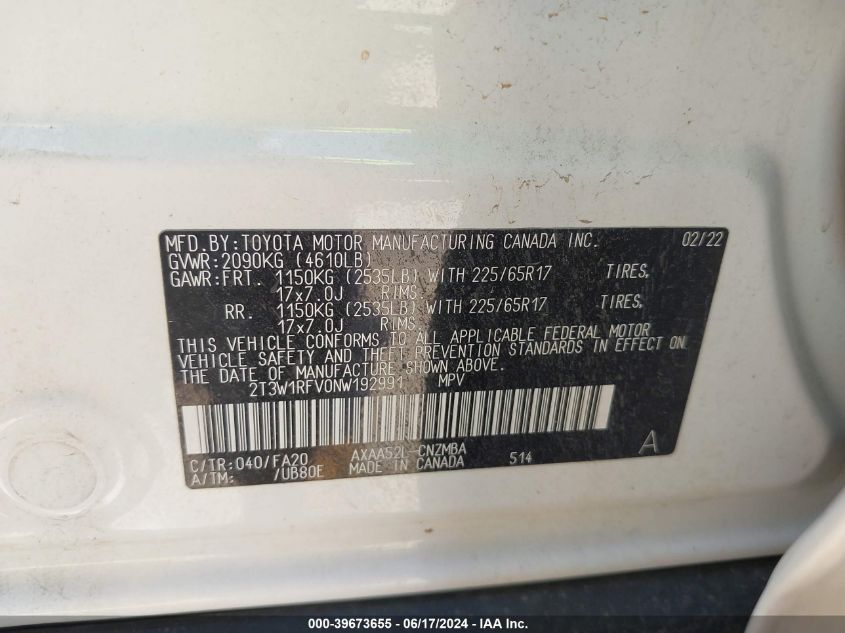 MFD.BY:TOYOTA MOTOR MANUFACTURING CANADA INC. 02/22
GVWR:2090KG (4610LB)
GAWR:FRT. 1150KG (2535LB) WITH 225/65R17 TIRES,
17x7.0J RIMS,
RR. 1150KG (2535LB) WITH 225/65R17 TIRES,
17x7.0J RIMS,
THIS VEHICLE CONFORMS TO ALL APPLICABLE FEDERAL MOTOR
VEHICLE SAFETY AND THEFT PREVENTION STANDARDS IN EFFECT ON
THE DATE OF MANUFACTURE SHOWN ABOVE.
2T3W1RFV0NW192991 MPV
C/TR:040/FA20 AXAA52L-CNZMBA 514 A
A/TM: /UB80E MADE IN CANADA
000-39673655 - 06/17/2024 - IAA Inc.